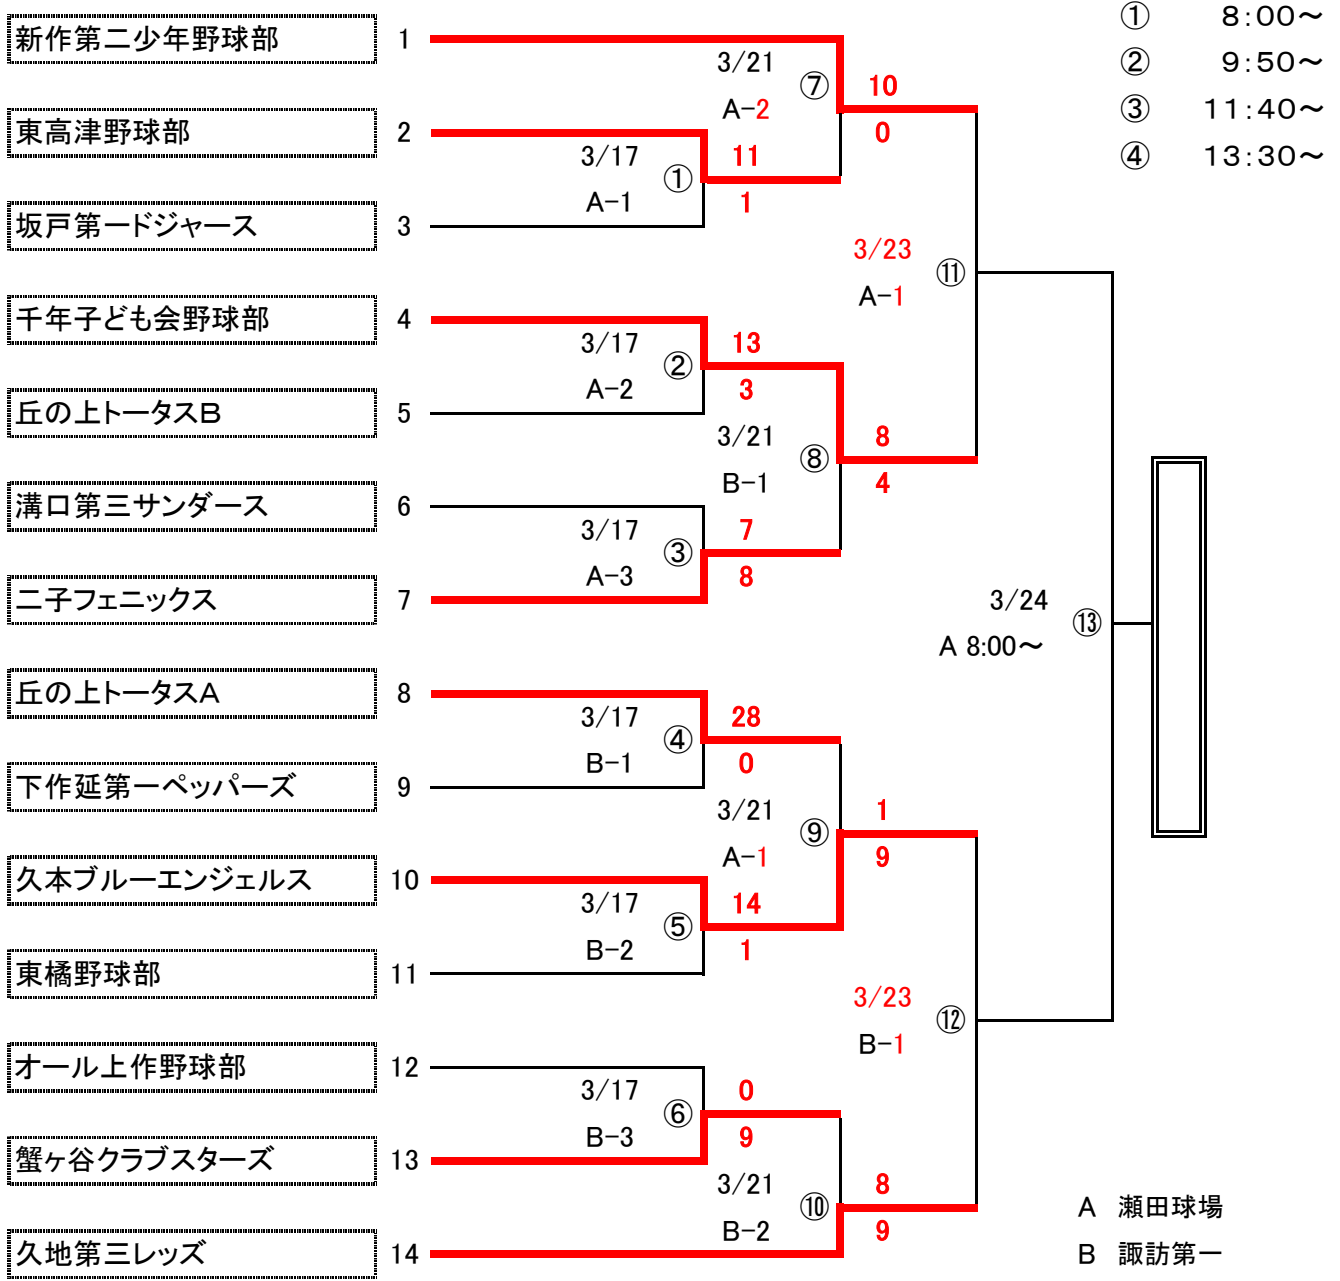 ① 8:00～
新作第二少年野球部 1
3/21
⑦ 10
② 9:50～
A-2
0
③ 11:40～
東高津野球部 2
3/17
① 11
④ 13:30～
A-1
1
坂戸第一ドジャース 3
3/23
⑪
A-1
千年子ども会野球部 4
3/17
② 13
A-2
3
丘の上トータスB 5
3/21
⑧ 8
B-1
4
溝口第三サンダース 6
3/17
③ 7
A-3
8
二子フェニックス 7
3/24
⑬
A 8:00～
丘の上トータスA 8
3/17
④ 28
B-1
0
下作延第一ペッパーズ 9
3/21
⑨ 1
A-1
9
久本ブルーエンジェルス 10
3/17
⑤ 14
B-2
1
東橘野球部 11
3/23
⑫
B-1
オール上作野球部 12
3/17
⑥ 0
B-3
9
蟹ヶ谷クラブスターズ 13
3/21
⑩ 8
B-2
9
久地第三レッズ 14
A 瀬田球場
B 諏訪第一